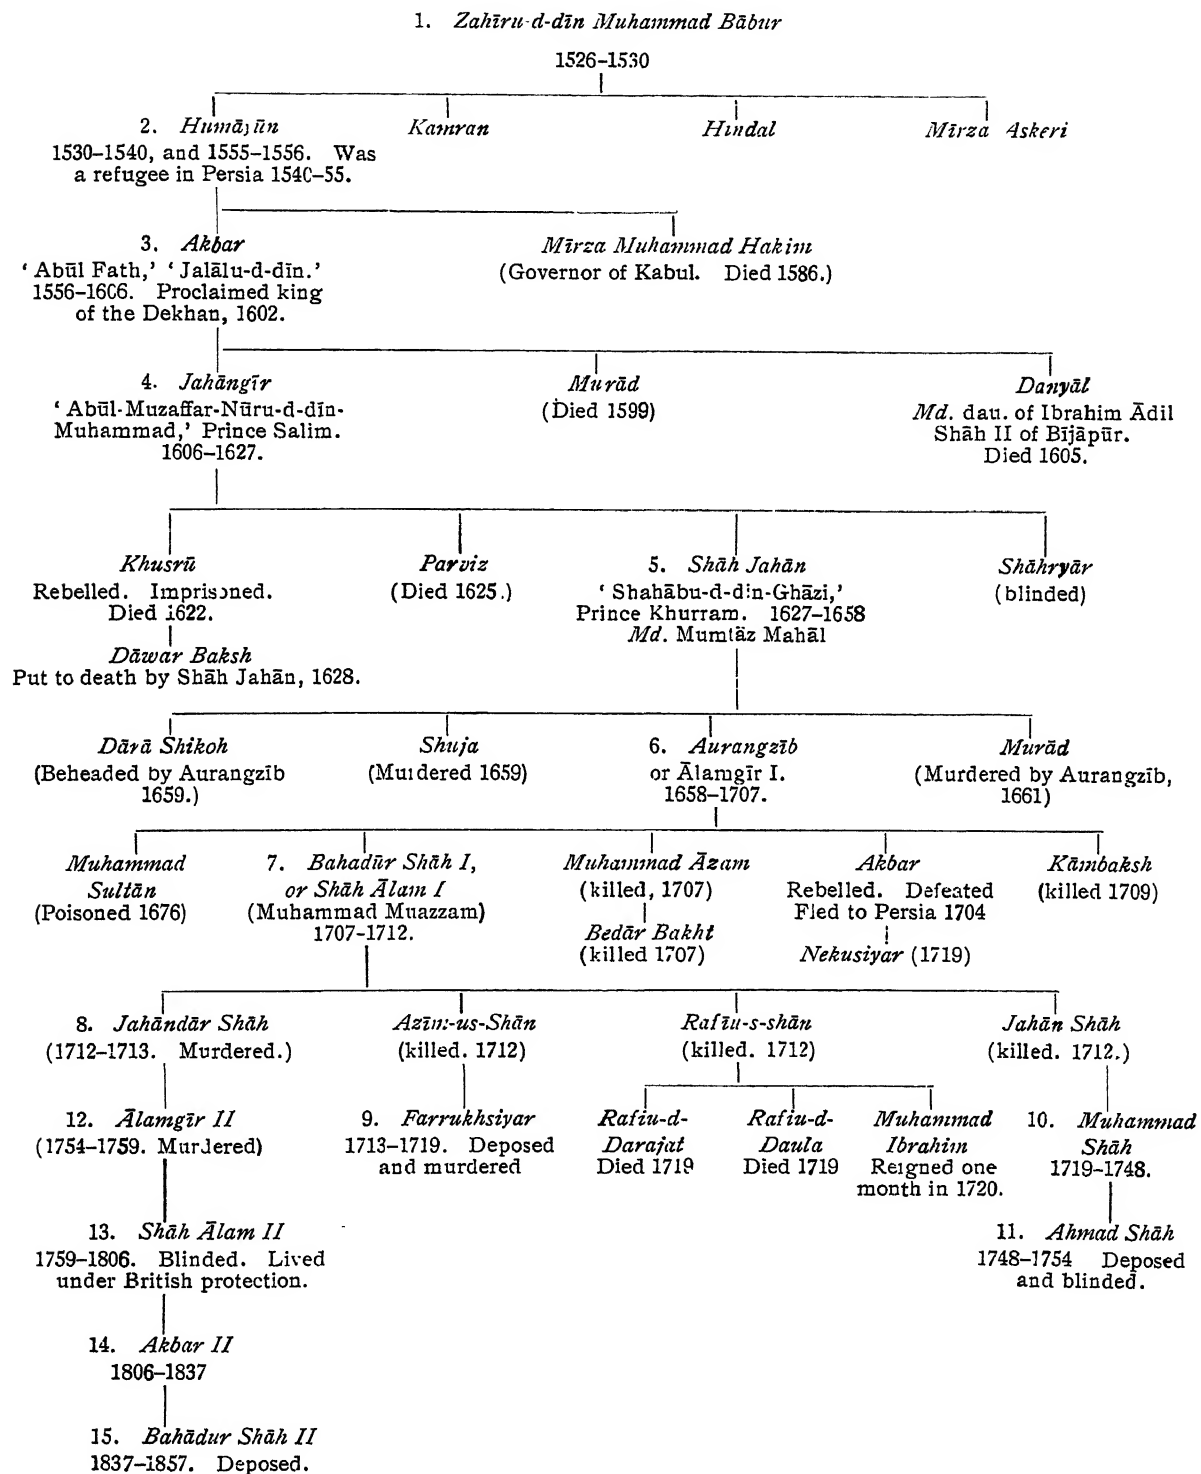 1. Zahīru-d-dīn Muhammad Bābur
1526–1530
2. Humāyūn
1530–1540, and 1555–1556. Was
a refugee in Persia 1540–55.
Kamran
Hindal
Mīrza Askeri
3. Akbar
‘Abūl Fath,’ ‘Jalālu-d-dīn.’
1556–1606. Proclaimed king
of the Dekhan, 1602.
Mīrza Muhammad Hakim
(Governor of Kabul. Died 1586.)
4. Jahāngīr
‘Abūl-Muzaffar-Nūru-d-dīn-
Muhammad,’ Prince Salim.
1606–1627.
Murād
(Died 1599)
Danyāl
Md. dau. of Ibrahim Ādil
Shāh II of Bījāpūr.
Died 1605.
Khusrū
Rebelled. Imprisoned.
Died 1622.
Dāwar Baksh
Put to death by Shāh Jahān, 1628.
Parviz
(Died 1625.)
5. Shāh Jahān
‘Shahābu-d-dīn-Ghāzi,’
Prince Khurram. 1627–1658
Md. Mumtāz Mahāl
Shāhryār
(blinded)
Dārā Shikoh
(Beheaded by Aurangzīb
1659.)
Shuja
(Murdered 1659)
6. Aurangzīb
or Ālamgīr I.
1658–1707.
Murād
(Murdered by Aurangzīb,
1661)
Muhammad
Sultān
(Poisoned 1676)
7. Bahadūr Shāh I,
or Shāh Ālam I
(Muhammad Muazzam)
1707–1712.
Muhammad Āzam
(killed, 1707)
Bedār Bakht
(killed 1707)
Akbar
Rebelled. Defeated
Fled to Persia 1704
Nekusiyar (1719)
Kāmbaksh
(killed 1709)
8. Jahāndār Shāh
(1712–1713. Murdered.)
Azīm-us-Shān
(killed. 1712)
Rafīu-s-shān
(killed. 1712)
Jahān Shāh
(killed. 1712.)
12. Ālamgīr II
(1754–1759. Murdered)
9. Farrukhsiyar
1713–1719. Deposed
and murdered
Rafiu-d-
Darajat
Died 1719
Rafiu-d-
Daula
Died 1719
Muhammad
Ibrahim
Reigned one
month in 1720.
10. Muhammad
Shāh
1719–1748.
13. Shāh Ālam II
1759–1806. Blinded. Lived
under British protection.
11. Ahmad Shāh
1748–1754 Deposed
and blinded.
14. Akbar II
1806–1837
15. Bahādur Shāh II
1837–1857. Deposed.